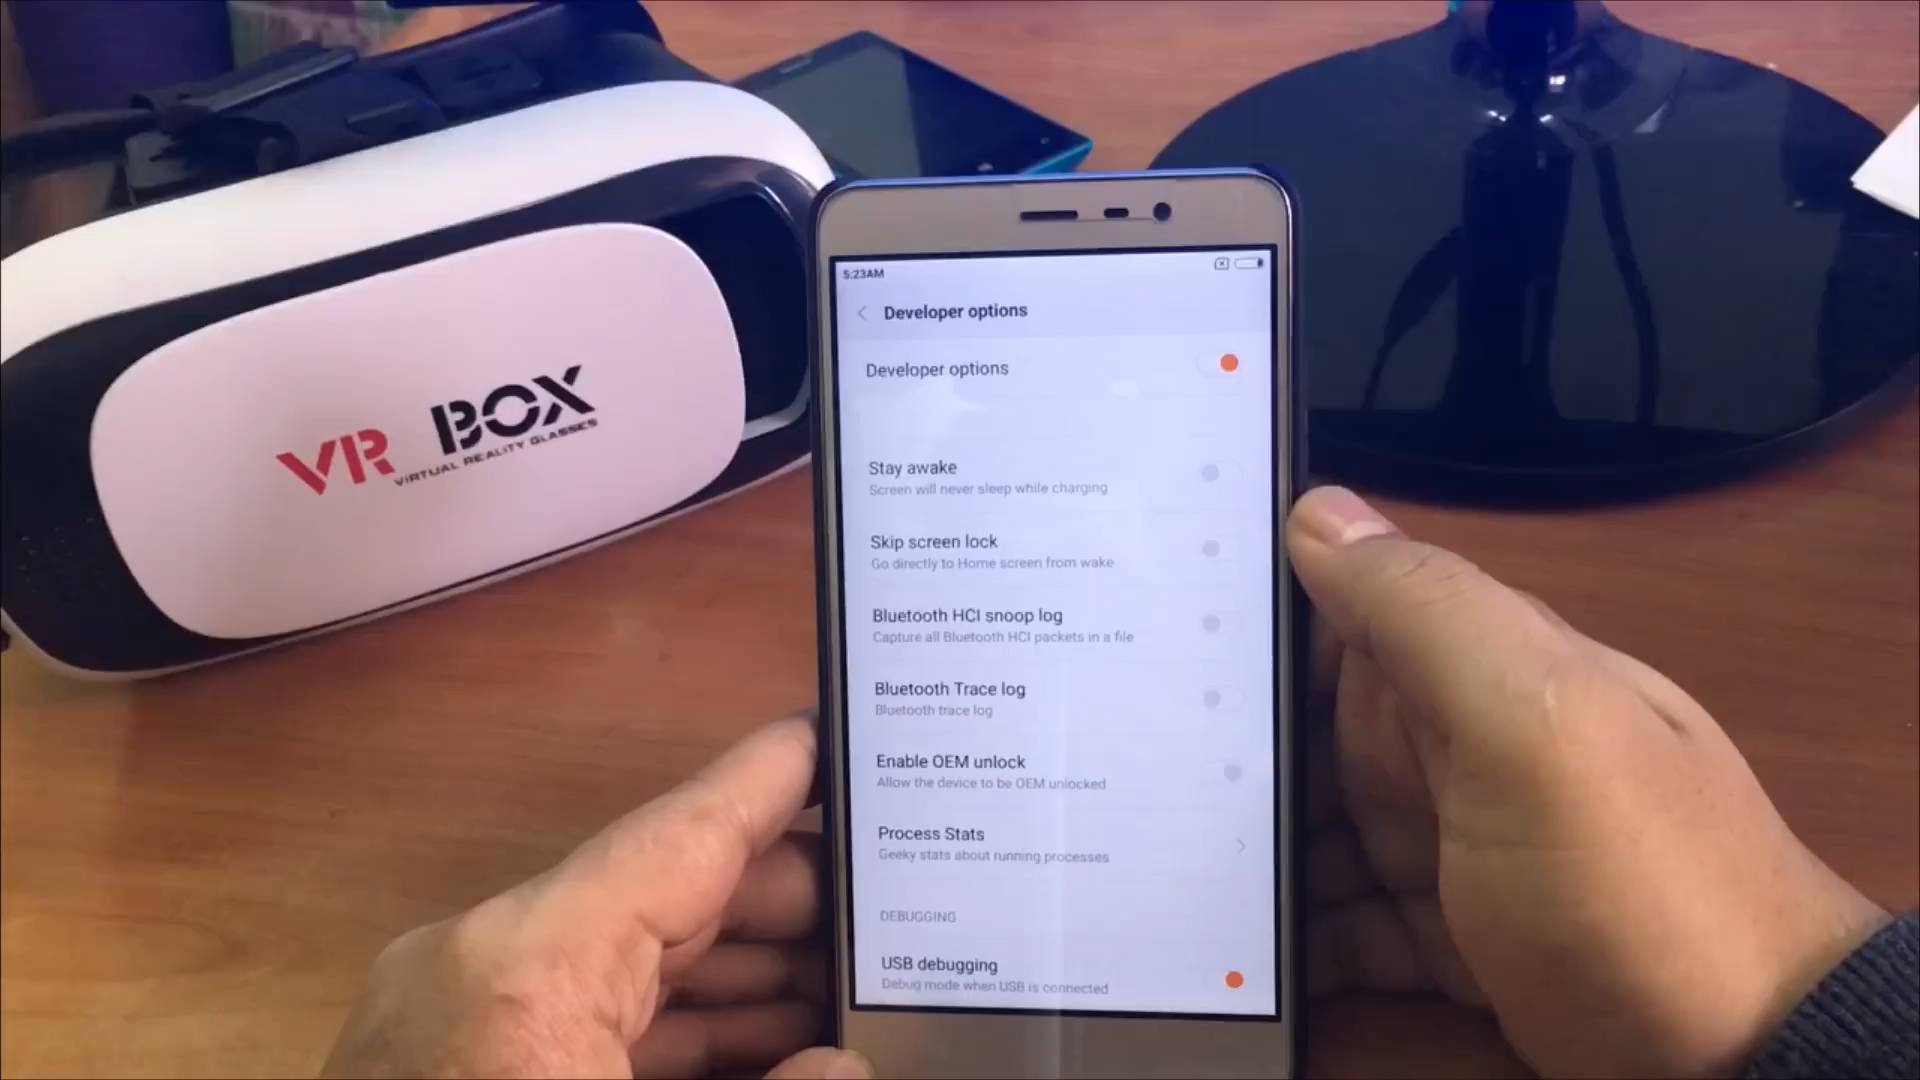 VR BOX
VIRTUAL REALITY GLASSES
5:23AM
Developer options
Developer options
Stay awake
Screen will never sleep while charging
Skip screen lock
Go directly to Home screen from wake
Bluetooth HCI snoop log
Capture all Bluetooth HCI packets in a file
Bluetooth Trace log
Bluetooth trace log
Enable OEM unlock
Allow the device to be OEM unlocked
Process Stats
Geeky stats about running processes
DEBUGGING
USB debugging
Debug mode when USB is connected